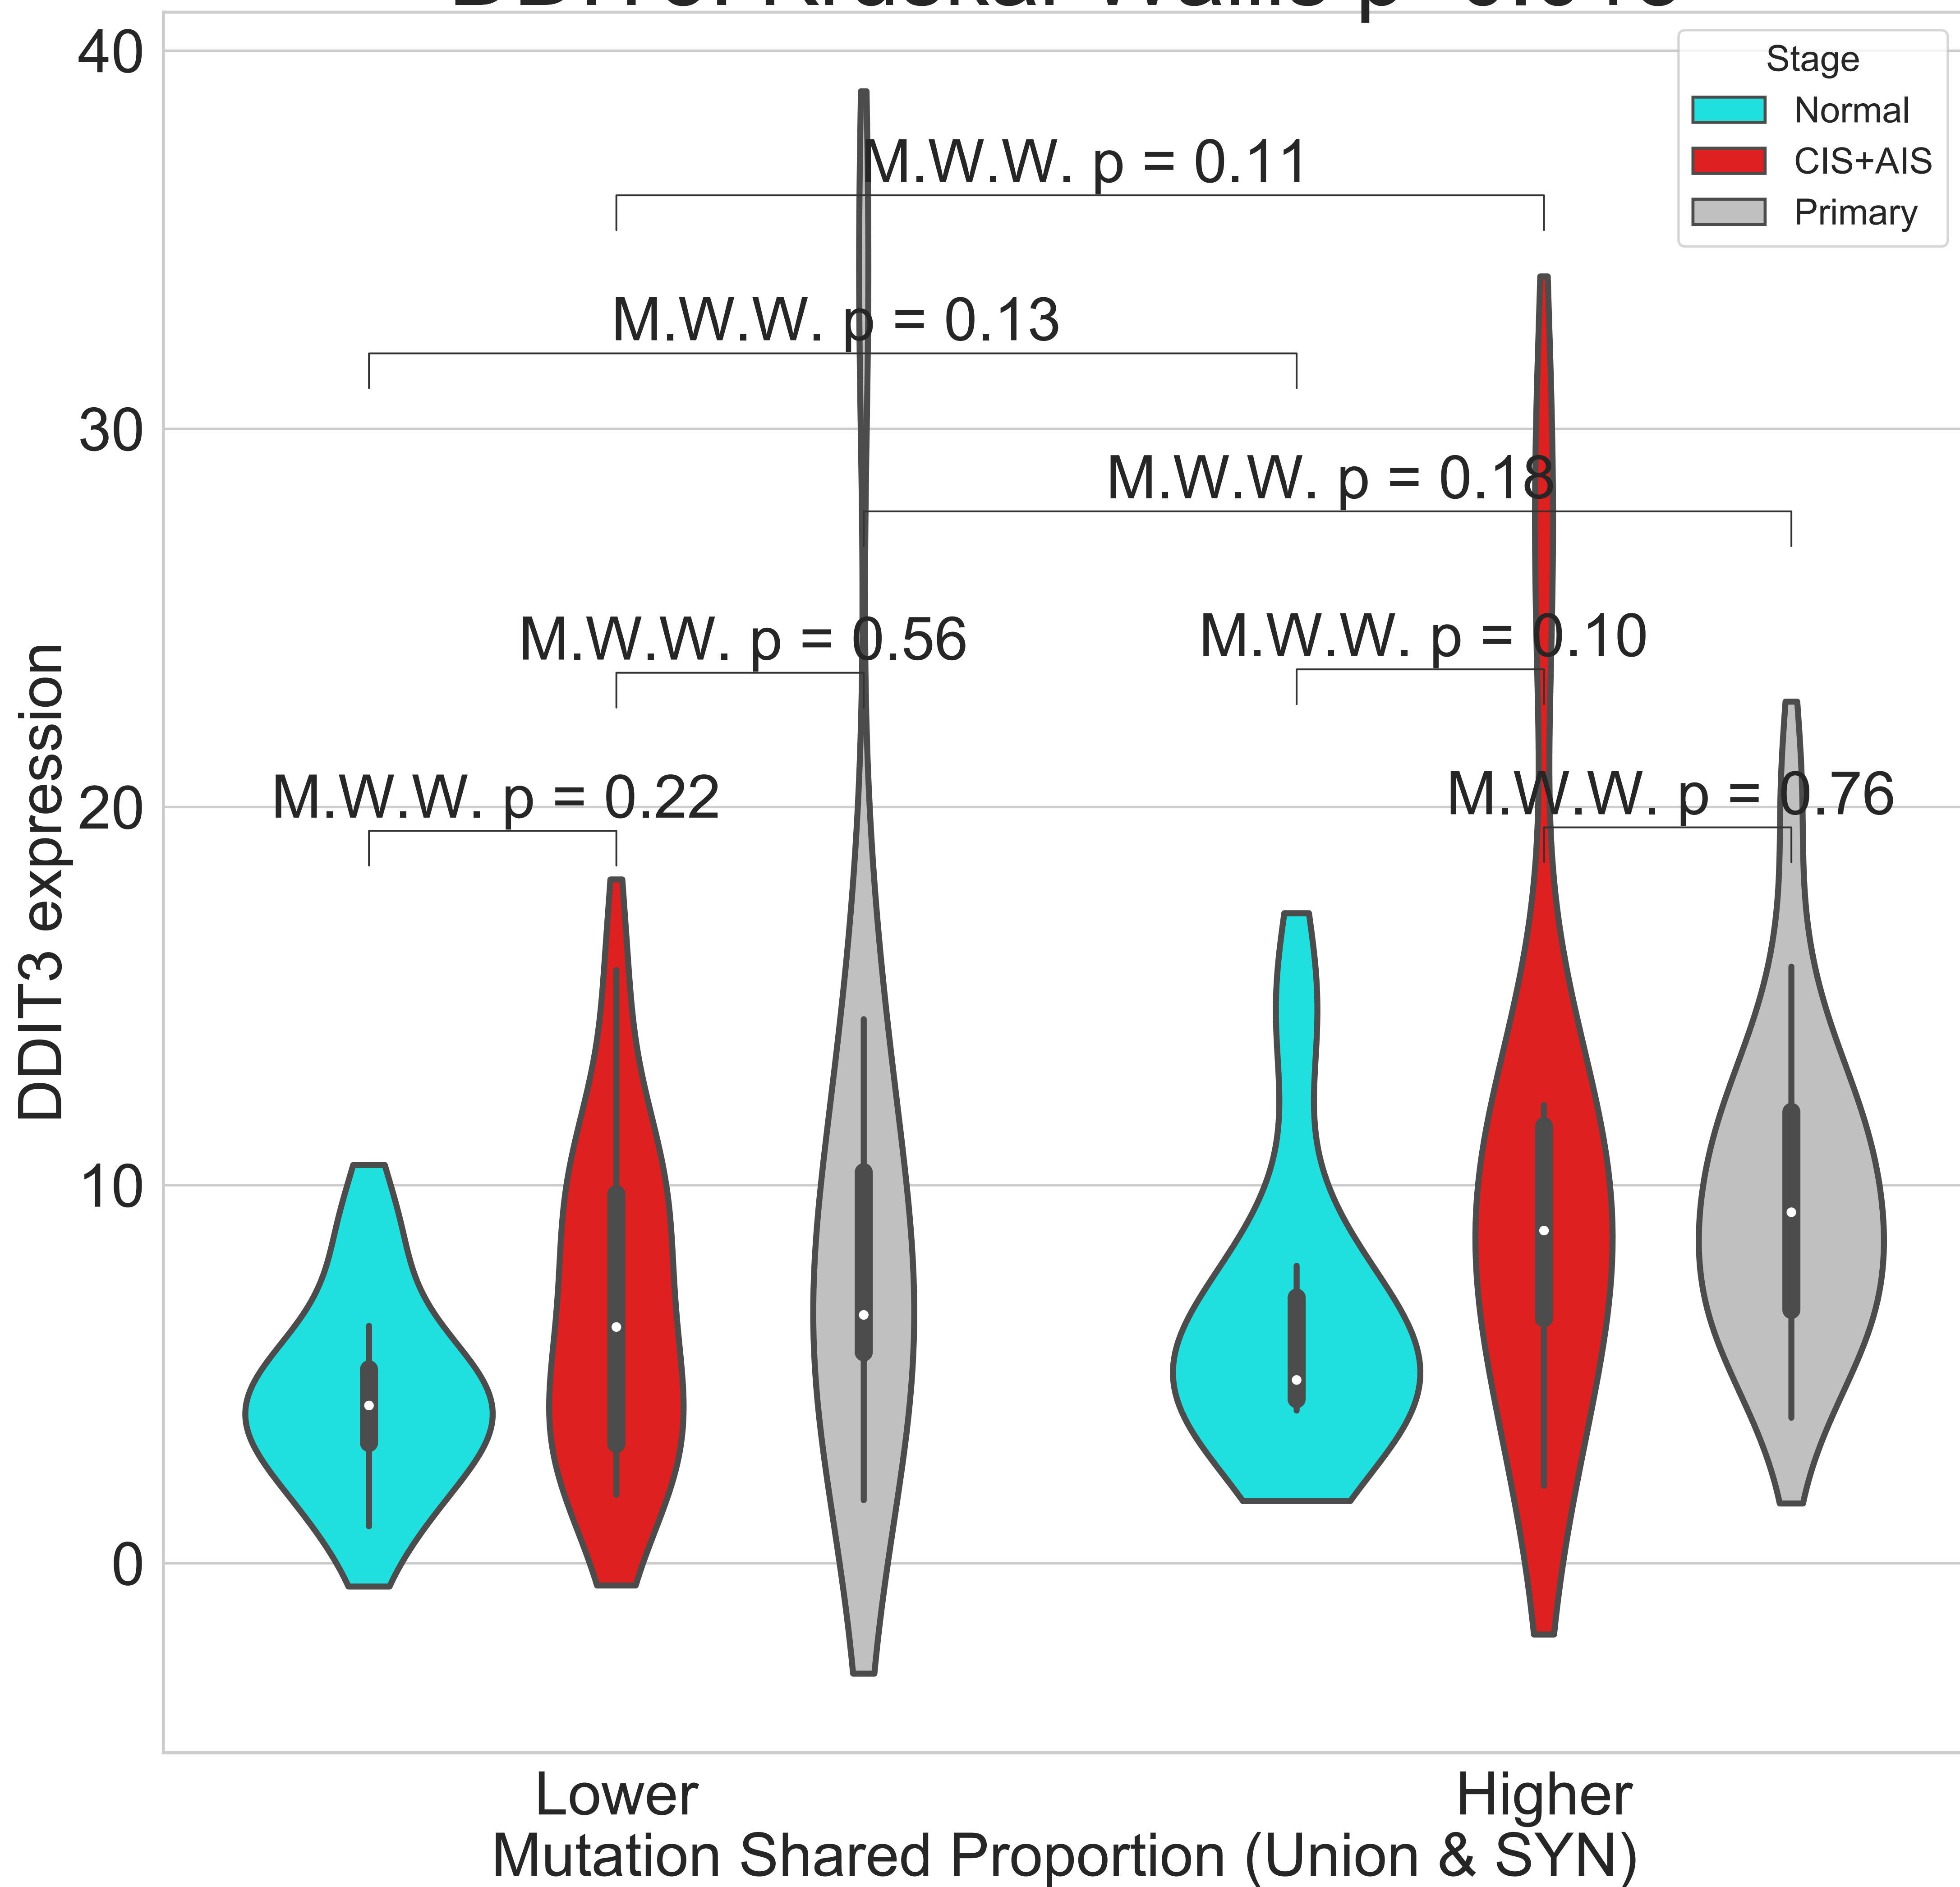 40
30
20
10
0
DDIT3 expression
Stage
Normal
CIS+AIS
Primary
M.W.W. p = 0.11
M.W.W. p = 0.13
M.W.W. p = 0.18
M.W.W. p = 0.56
M.W.W. p = 0.10
M.W.W. p = 0.22
M.W.W. p = 0.76
Lower
Higher
Mutation Shared Proportion (Union & SYN)